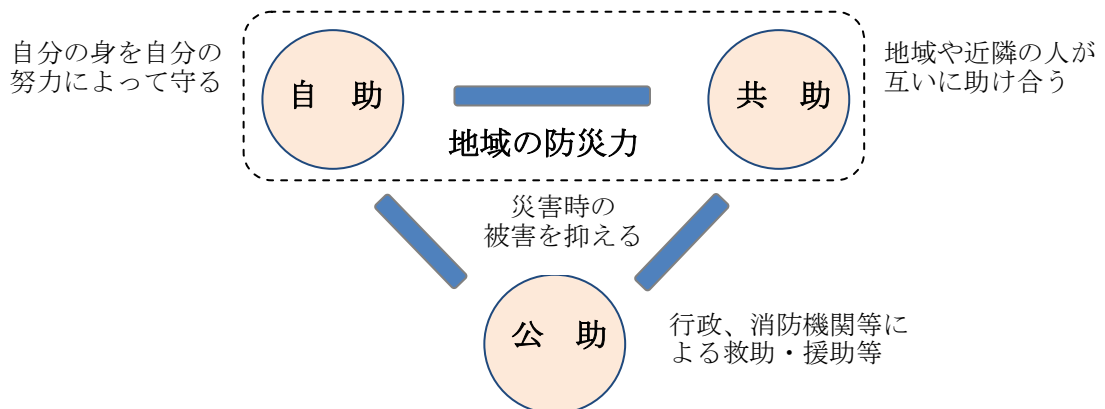 自分の身を自分の
努力によって守る
自　助
共　助
地域や近隣の人が
互いに助け合う
地域の防災力
災害時の
被害を抑える
公　助
行政、消防機関等に
よる救助・援助等